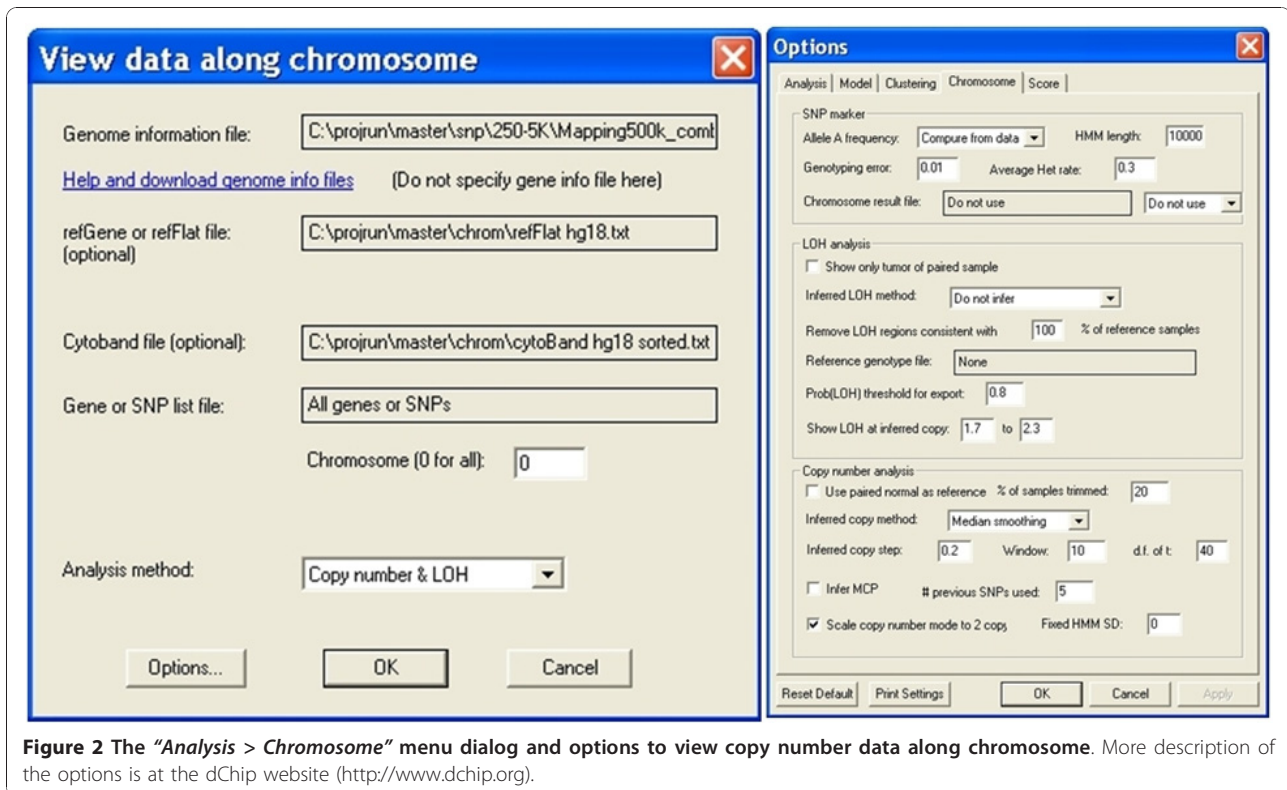 View data along chromosome
Genome information file: C:\projrun\master\snp\250-5K\Mapping500k_comb
Help and download genome info files (Do not specify gene info file here)
refGene or refFlat file: C:\projrun\master\chrom\refFlat hg18.txt
(optional)
Cytoband file (optional): C:\projrun\master\chrom\cytoBand hg18 sorted.txt
Gene or SNP list file: All genes or SNPs
Chromosome (0 for all): 0
Analysis method: Copy number & LOH
Options... OK Cancel
Options
Analysis Model Clustering Chromosome Score
SNP marker
Allele A frequency: Compure from data HMM length: 10000
Genotyping error: 0.01 Average Het rate: 0.3
Chromosome result file: Do not use Do not use
LOH analysis
Show only tumor of paired sample
Inferred LOH method: Do not infer
Remove LOH regions consistent with 100 % of reference samples
Reference genotype file: None
Prob(LOH) threshold for export: 0.8
Show LOH at inferred copy: 1.7 to 2.3
Copy number analysis
Use paired normal as reference % of samples trimmed: 20
Inferred copy method: Median smoothing
Inferred copy step: 0.2 Window: 10 d.f. of t: 40
Infer MCP # previous SNPs used: 5
Scale copy number mode to 2 copy Fixed HMM SD: 0
Reset Default Print Settings OK Cancel Apply
Figure 2 The "Analysis > Chromosome" menu dialog and options to view copy number data along chromosome. More description of
the options is at the dChip website (http://www.dchip.org).